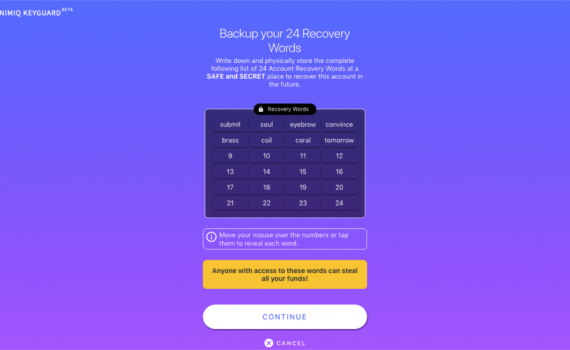 NIMIQ KEYGUARD BETA
Backup your 24 Recovery
Words
Write down and physically store the complete
following list of 24 Account Recovery Words at a
SAFE and SECRET place to recover this account in
the future.
Recovery Words
submit soul eyebrow convince
brass coil coral tomorrow
9 10 11 12
13 14 15 16
17 18 19 20
21 22 23 24
Move your mouse over the numbers or tap
them to reveal each word.
Anyone with access to these words can steal
all your funds!
CONTINUE
CANCEL